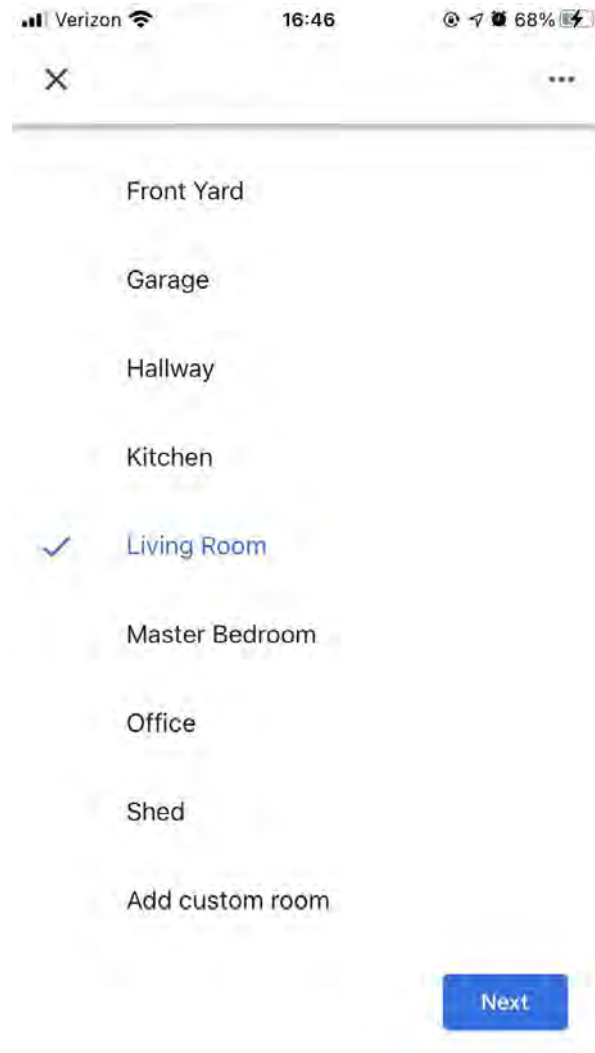 Verizon 16:46 68%
Front Yard
Garage
Hallway
Kitchen
Living Room
Master Bedroom
Office
Shed
Add custom room
Next